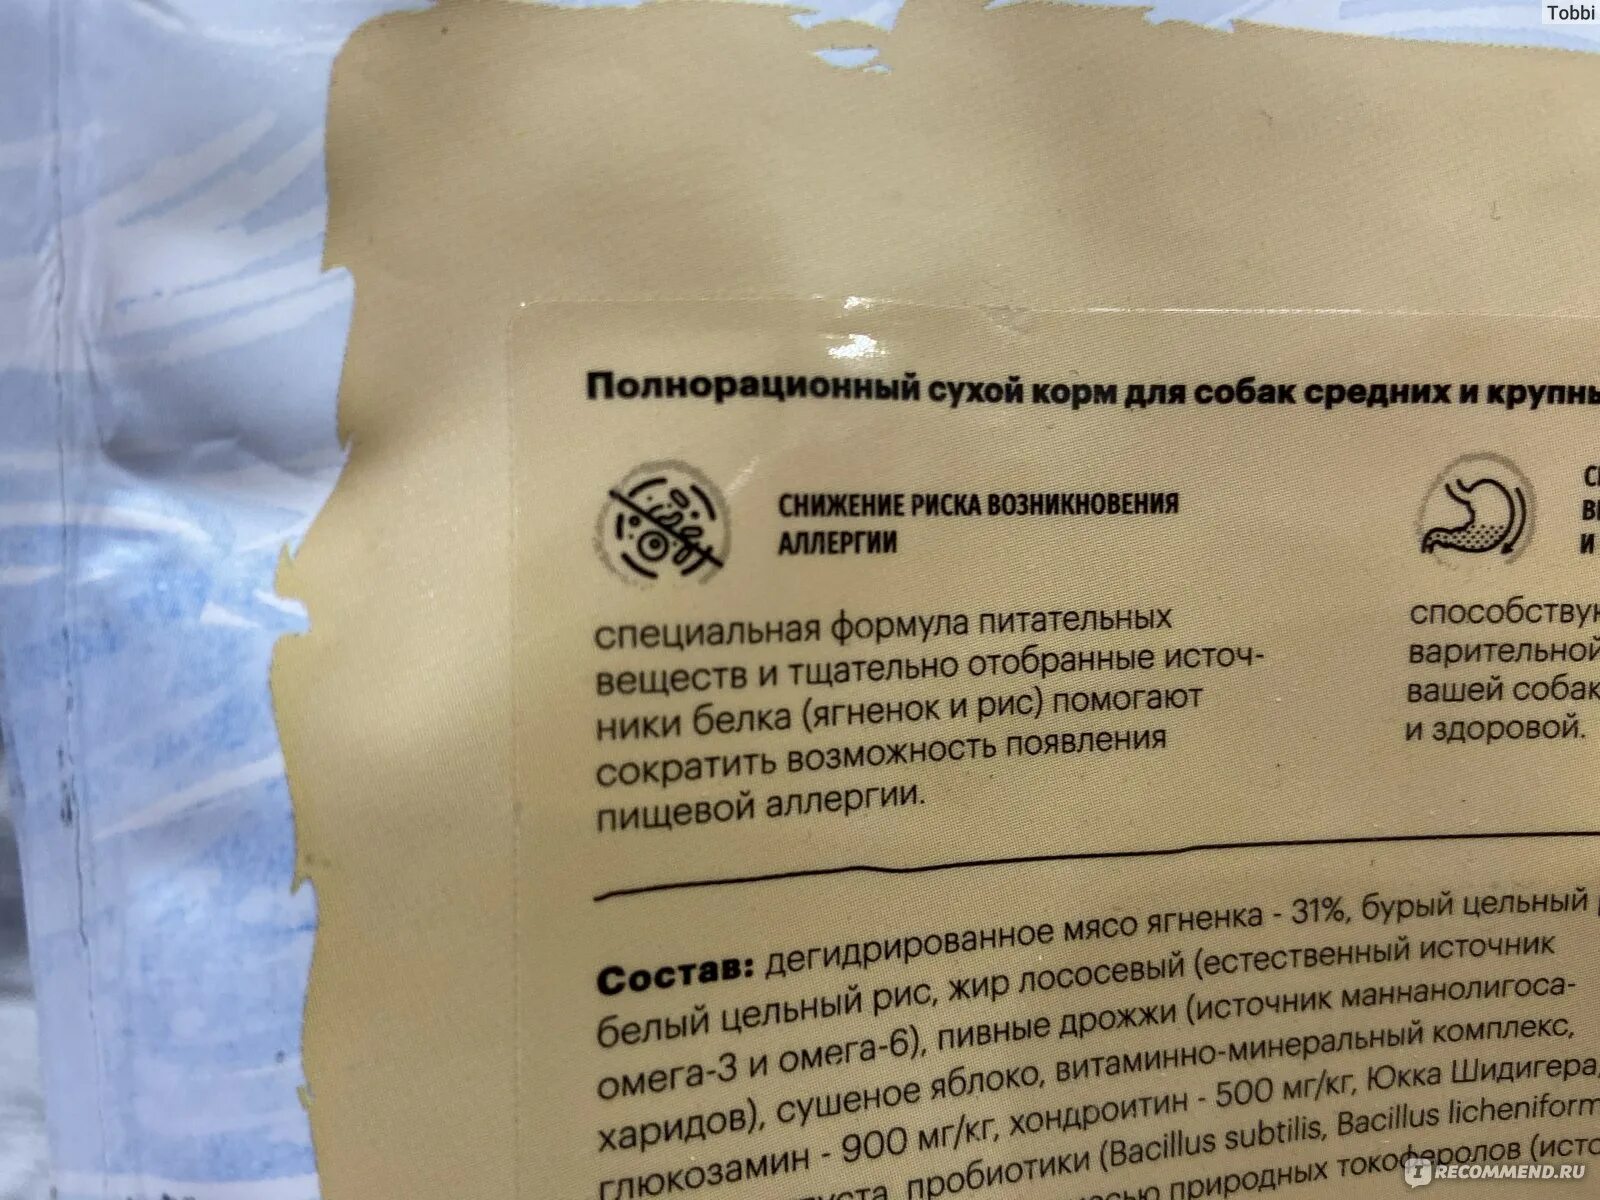 Tobbi
Полнорационный сухой корм для собак средних и крупны
СНИЖЕНИЕ РИСКА ВОЗНИКНОВЕНИЯ
АЛЛЕРГИИ
специальная формула питательных
веществ и тщательно отобранные источ-
ники белка (ягненок и рис) помогают
сократить возможность появления
пищевой аллергии.
И
способству
варительной
вашей собак
и здоровой.
Состав: дегидрированное мясо ягненка - 31%, бурый цельный
белый цельный рис, жир лососевый (естественный источник
омега-3 и омега-6), пивные дрожжи (источник маннанолигоса-
харидов), сушеное яблоко, витаминно-минеральный комплекс,
глюкозамин - 900 мг/кг, хондроитин - 500 мг/кг, Юкка Шидигера,
пробиотики (Bacillus subtilis, Bacillus licheniform
природных токоферолов (исто
RECOMMEND.RU